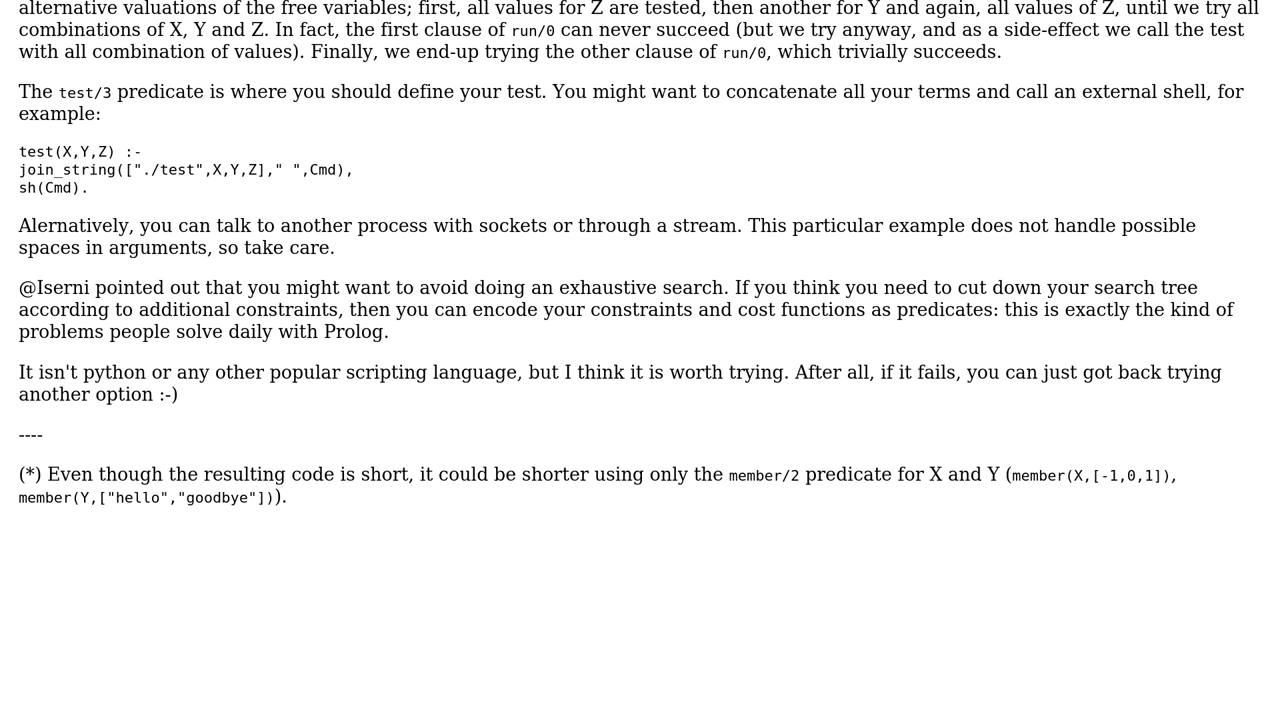 alternative valuations of the free variables; first, all values for Z are tested, then another for Y and again, all values of Z, until we try all
combinations of X, Y and Z. In fact, the first clause of run/0 can never succeed (but we try anyway, and as a side-effect we call the test
with all combination of values). Finally, we end-up trying the other clause of run/0, which trivially succeeds.
The test/3 predicate is where you should define your test. You might want to concatenate all your terms and call an external shell, for
example:
test(X,Y,Z) :-
join_string(["./test",X,Y,Z]," ",Cmd),
sh(Cmd).
Alernatively, you can talk to another process with sockets or through a stream. This particular example does not handle possible
spaces in arguments, so take care.
@Iserni pointed out that you might want to avoid doing an exhaustive search. If you think you need to cut down your search tree
according to additional constraints, then you can encode your constraints and cost functions as predicates: this is exactly the kind of
problems people solve daily with Prolog.
It isn't python or any other popular scripting language, but I think it is worth trying. After all, if it fails, you can just got back trying
another option :-)
----
(*) Even though the resulting code is short, it could be shorter using only the member/2 predicate for X and Y (member(X,[-1,0,1]),
member(Y,["hello","goodbye"])).